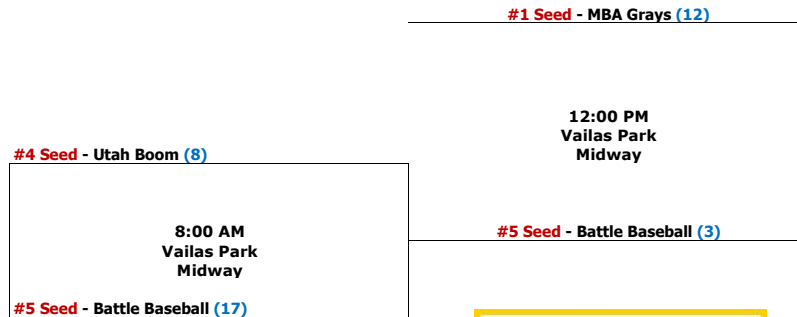 #1 Seed - MBA Grays (12)
12:00 PM
Vailas Park
Midway
#4 Seed - Utah Boom (8)
8:00 AM
Vailas Park
Midway
#5 Seed - Battle Baseball (3)
#5 Seed - Battle Baseball (17)